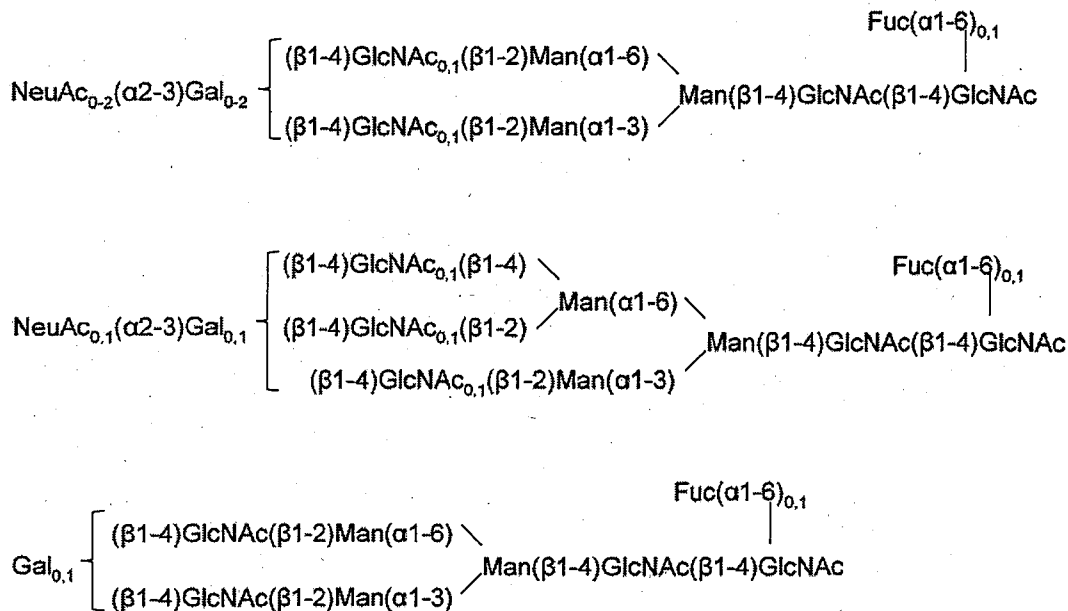 Fuc(α1-6)0,1
(β1-4)GlcNAc0,1(β1-2)Man(α1-6)
NeuAc0-2(α2-3)Gal0-2
Man(β1-4)GlcNAc(β1-4)GlcNAc
(β1-4)GlcNAc0,1(β1-2)Man(α1-3)
(β1-4)GlcNAc0,1(β1-4)
Fuc(α1-6)0,1
Man(α1-6)
NeuAc0,1(α2-3)Gal0,1
(β1-4)GlcNAc0,1(β1-2)
Man(β1-4)GlcNAc(β1-4)GlcNAc
(β1-4)GlcNAc0,1(β1-2)Man(α1-3)
Fuc(α1-6)0,1
(β1-4)GlcNAc(β1-2)Man(α1-6)
Gal0,1
Man(β1-4)GlcNAc(β1-4)GlcNAc
(β1-4)GlcNAc(β1-2)Man(α1-3)